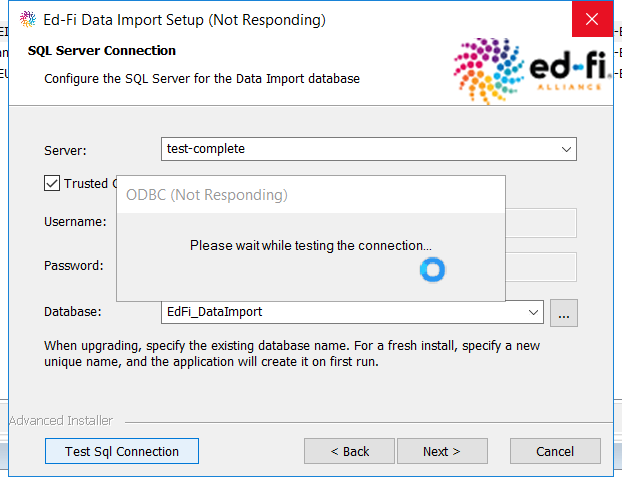 Ed-Fi Data Import Setup (Not Responding)
SQL Server Connection
Configure the SQL Server for the Data Import database
ed-fi
ALLIANCE
Server:
test-complete
Trusted C
ODBC (Not Responding)
Username:
Please wait while testing the connection...
Password:
Database:
EdFi_DataImport
...
When upgrading, specify the existing database name. For a fresh install, specify a new
unique name, and the application will create it on first run.
Advanced Installer
Test Sql Connection
< Back
Next >
Cancel